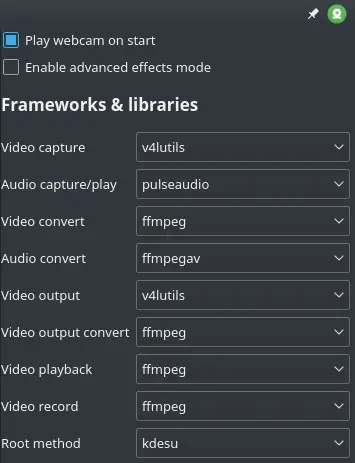 Play webcam on start
Enable advanced effects mode
Frameworks & libraries
Video capture v4lutils
Audio capture/play pulseaudio
Video convert ffmpeg
Audio convert ffmpegav
Video output v4lutils
Video output convert ffmpeg
Video playback ffmpeg
Video record ffmpeg
Root method kdesu